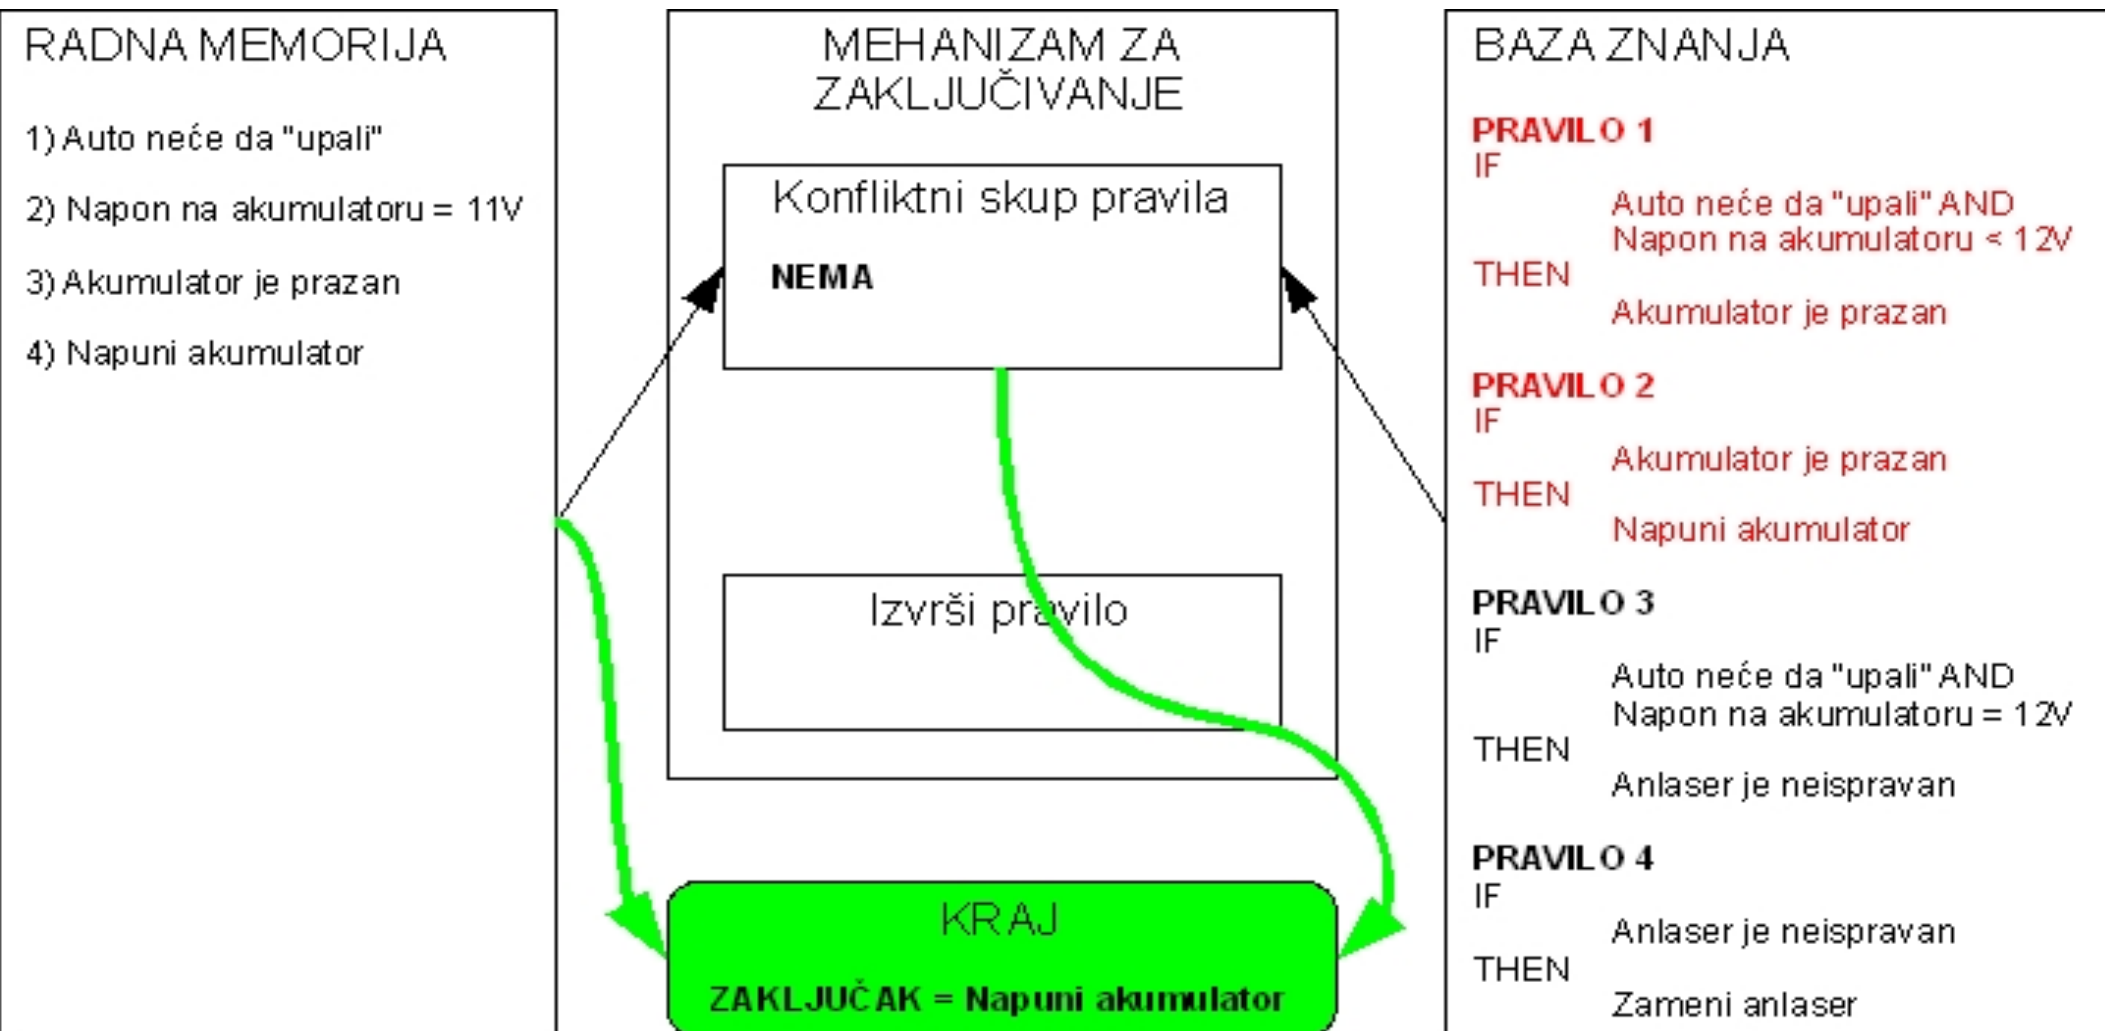 RADNA MEMORIJA
1) Auto neće da "upali"
2) Napon na akumulatoru = 11V
3) Akumulator je prazan
4) Napuni akumulator
MEHANIZAM ZA
ZAKLJUČIVANJE
Konfliktni skup pravila
NEMA
Izvrši pravilo
KRAJ
ZAKLJUČAK = Napuni akumulator
BAZA ZNANJA
PRAVILO 1
IF
Auto neće da "upali" AND
Napon na akumulatoru < 12V
THEN
Akumulator je prazan
PRAVILO 2
IF
Akumulator je prazan
THEN
Napuni akumulator
PRAVILO 3
IF
Auto neće da "upali" AND
Napon na akumulatoru = 12V
THEN
Anlaser je neispravan
PRAVILO 4
IF
Anlaser je neispravan
THEN
Zameni anlaser